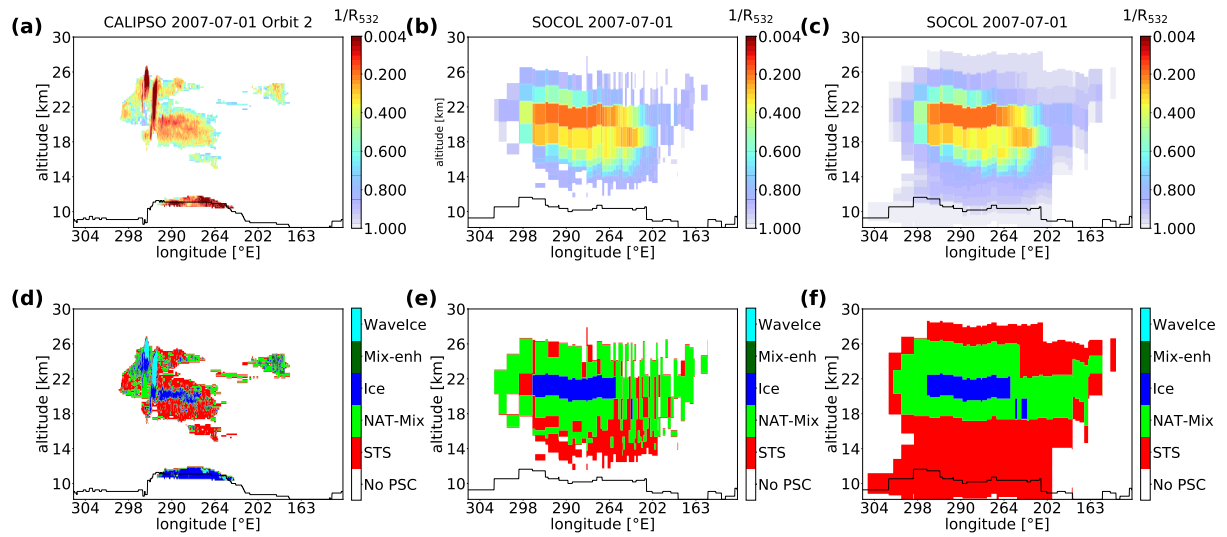 (a)
CALIPSO 2007-07-01 Orbit 2
1/R532
30
26
22
18
14
10
altitude [km]
304 298 290 264 202 163
longitude [°E]
0.004
0.200
0.400
0.600
0.800
1.000
(b)
SOCOL 2007-07-01
1/R532
30
26
22
18
14
10
altitude [km]
304 298 290 264 202 163
longitude [°E]
0.004
0.200
0.400
0.600
0.800
1.000
(c)
SOCOL 2007-07-01
1/R532
30
26
22
18
14
10
altitude [km]
304 298 290 264 202 163
longitude [°E]
0.004
0.200
0.400
0.600
0.800
1.000
(d)
30
26
22
18
14
10
altitude [km]
304 298 290 264 202 163
longitude [°E]
WaveIce
Mix-enh
Ice
NAT-Mix
STS
No PSC
(e)
30
26
22
18
14
10
altitude [km]
304 298 290 264 202 163
longitude [°E]
WaveIce
Mix-enh
Ice
NAT-Mix
STS
No PSC
(f)
30
26
22
18
14
10
altitude [km]
304 298 290 264 202 163
longitude [°E]
WaveIce
Mix-enh
Ice
NAT-Mix
STS
No PSC